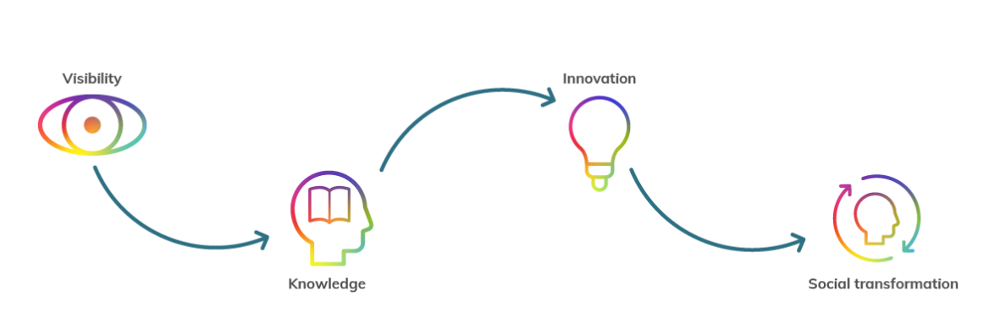 Visibility
Knowledge
Innovation
Social transformation